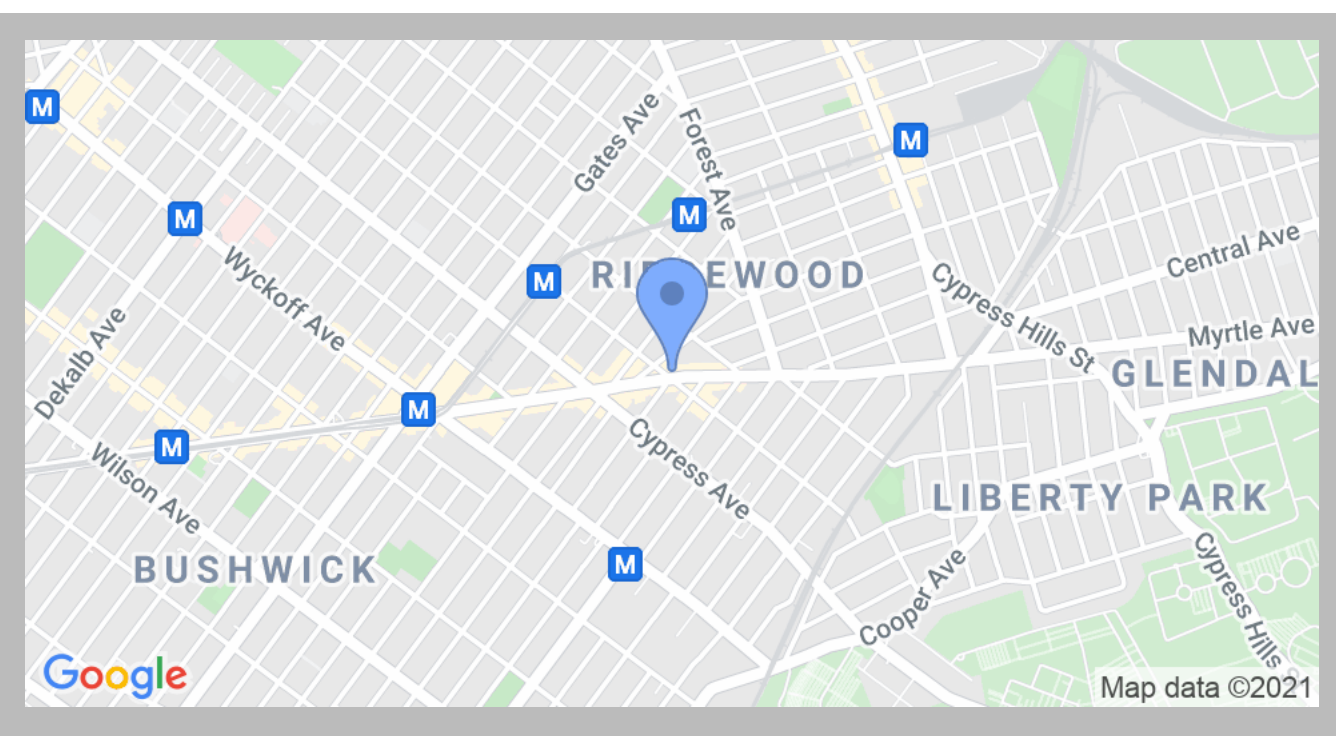 M
M
Gates Ave
Forest Ave
M
M
M
RIDGEWOOD
Central Ave
Wyckoff Ave
Cypress Hills St
Myrtle Ave
Dekalb Ave
GLENDAL
M
M
Cypress Ave
Wilson Ave
LIBERTY PARK
BUSHWICK
M
Cooper Ave
Cypress Hills S
Google
Map data ©2021